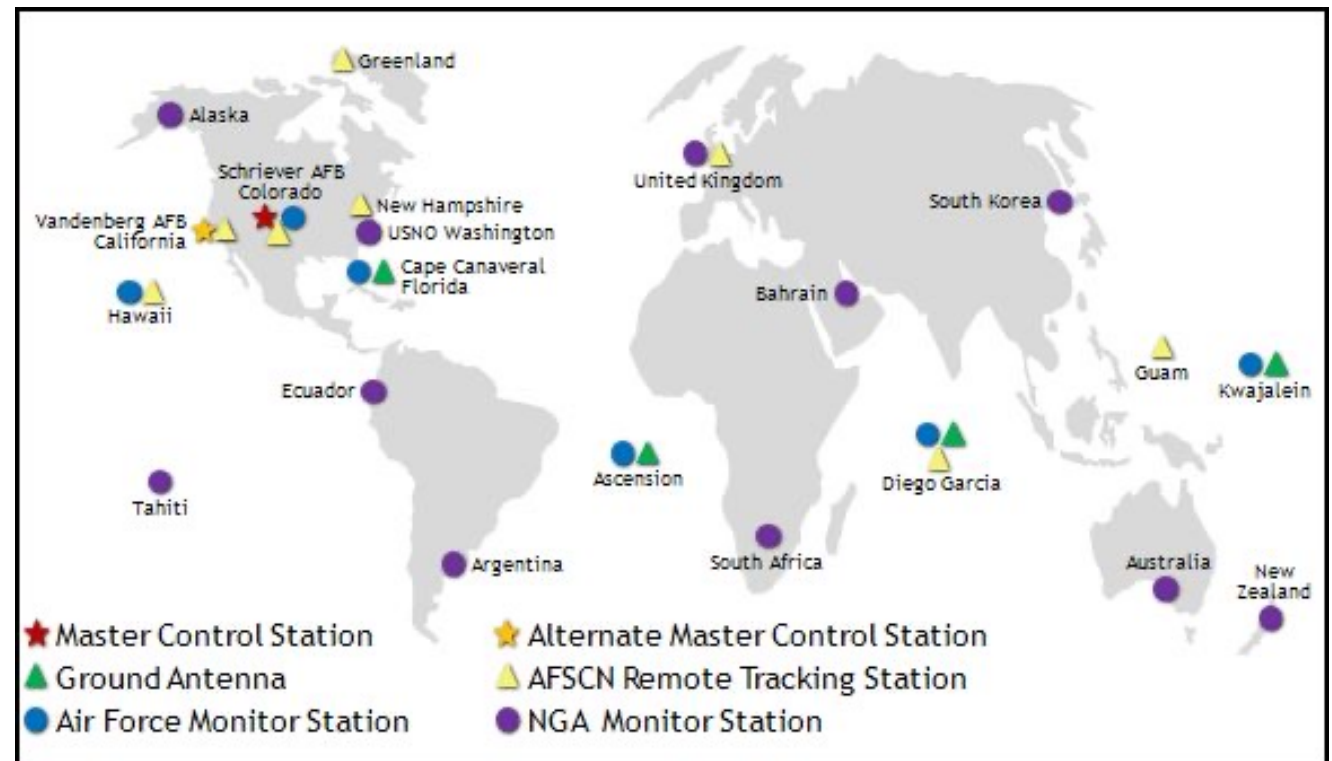 Greenland
Alaska
Schriever AFB
Colorado
United Kingdom
New Hampshire
South Korea
Vandenberg AFB
California
USNO Washington
Cape Canaveral
Florida
Bahrain
Hawaii
Guam
Kwajalein
Ecuador
Ascension
Diego Garcia
Tahiti
Argentina
South Africa
Australia
New
Zealand
Master Control Station
Alternate Master Control Station
Ground Antenna
AFSCN Remote Tracking Station
Air Force Monitor Station
NGA Monitor Station